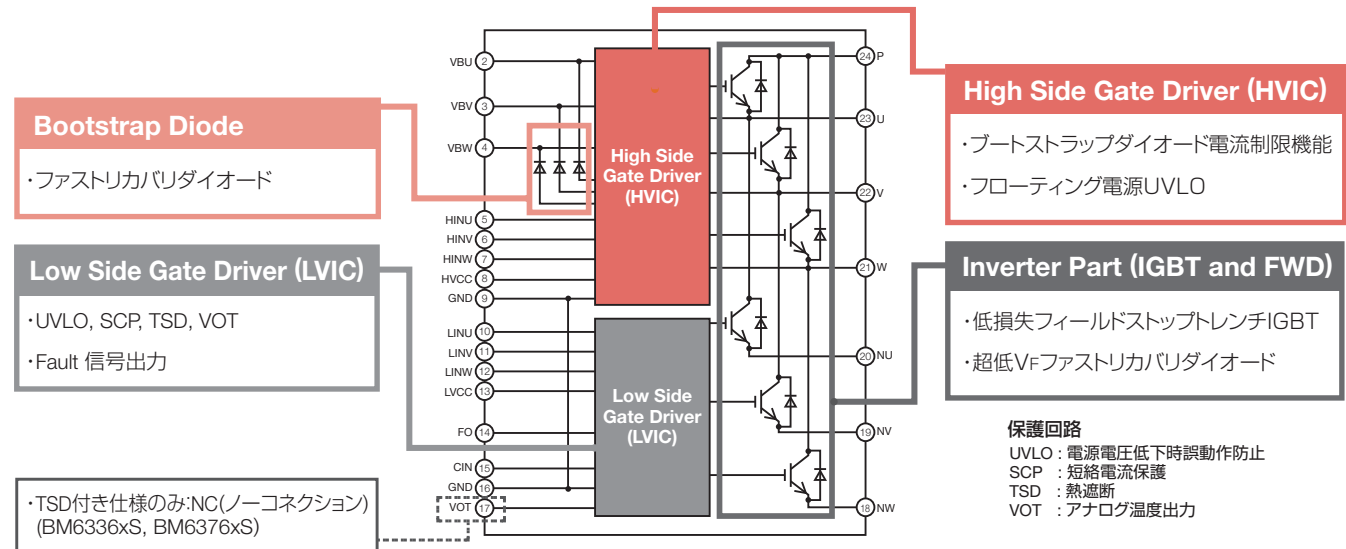 Bootstrap Diode
・ファストリカバリダイオード
Low Side Gate Driver (LVIC)
・UVLO, SCP, TSD, VOT
・Fault 信号出力
・TSD付き仕様のみ:NC(ノーコネクション)
(BM6336xS, BM6376xS)
VBU 2
VBV 3
VBW 4
HINU 5
HINV 6
HINW 7
HVCC 8
GND 9
LINU 10
LINV 11
LINW 12
LVCC 13
FO 14
CIN 15
GND 16
VOT 17
High Side
Gate Driver
(HVIC)
Low Side
Gate Driver
(LVIC)
24 P
23 U
22 V
21 W
20 NU
19 NV
18 NW
High Side Gate Driver (HVIC)
・ブートストラップダイオード電流制限機能
・フローティング電源UVLO
Inverter Part (IGBT and FWD)
・低損失フィールドストップトレンチIGBT
・超低VFファストリカバリダイオード
保護回路
UVLO : 電源電圧低下時誤動作防止
SCP : 短絡電流保護
TSD : 熱遮断
VOT : アナログ温度出力